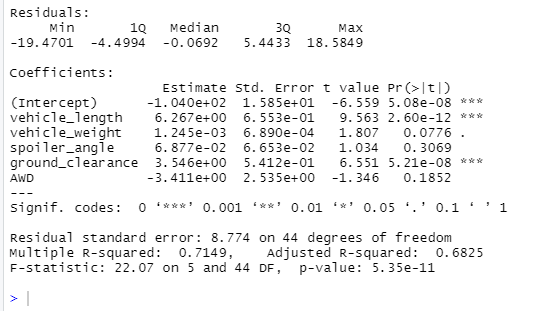 Residuals:
     Min       1Q   Median       3Q      Max
-19.4701  -4.4994  -0.0692   5.4433  18.5849
Coefficients:
                   Estimate Std. Error t value Pr(>|t|)
(Intercept)      -1.040e+02  1.585e+01  -6.559 5.08e-08 ***
vehicle_length    6.267e+00  6.553e-01   9.563 2.60e-12 ***
vehicle_weight    1.245e-03  6.890e-04   1.807   0.0776 .
spoiler_angle     6.877e-02  6.653e-02   1.034   0.3069
ground_clearance  3.546e+00  5.412e-01   6.551 5.21e-08 ***
AWD              -3.411e+00  2.535e+00  -1.346   0.1852
---
Signif. codes:  0 ‘***’ 0.001 ‘**’ 0.01 ‘*’ 0.05 ‘.’ 0.1 ‘ ’ 1
Residual standard error: 8.774 on 44 degrees of freedom
Multiple R-squared:  0.7149,	Adjusted R-squared:  0.6825
F-statistic: 22.07 on 5 and 44 DF,  p-value: 5.35e-11
>